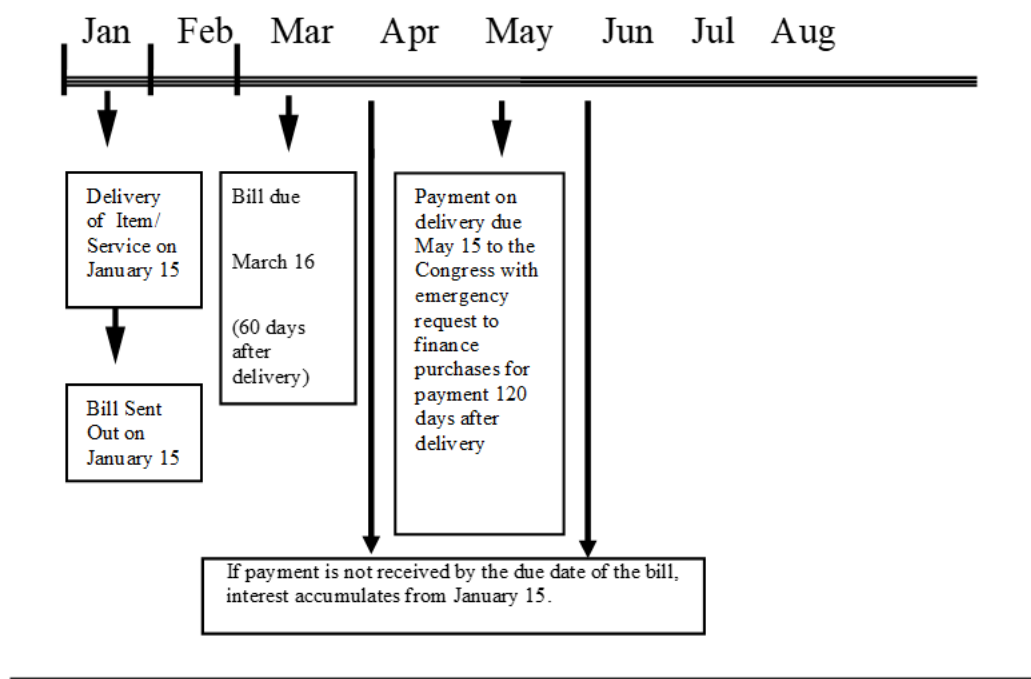 Jan Feb Mar Apr May Jun Jul Aug
Delivery
of Item/
Service on
January 15
Bill Sent
Out on
January 15
Bill due
March 16
(60 days
after
delivery)
Payment on
delivery due
May 15 to the
Congress with
emergency
request to
finance
purchases for
payment 120
days after
delivery
If payment is not received by the due date of the bill,
interest accumulates from January 15.